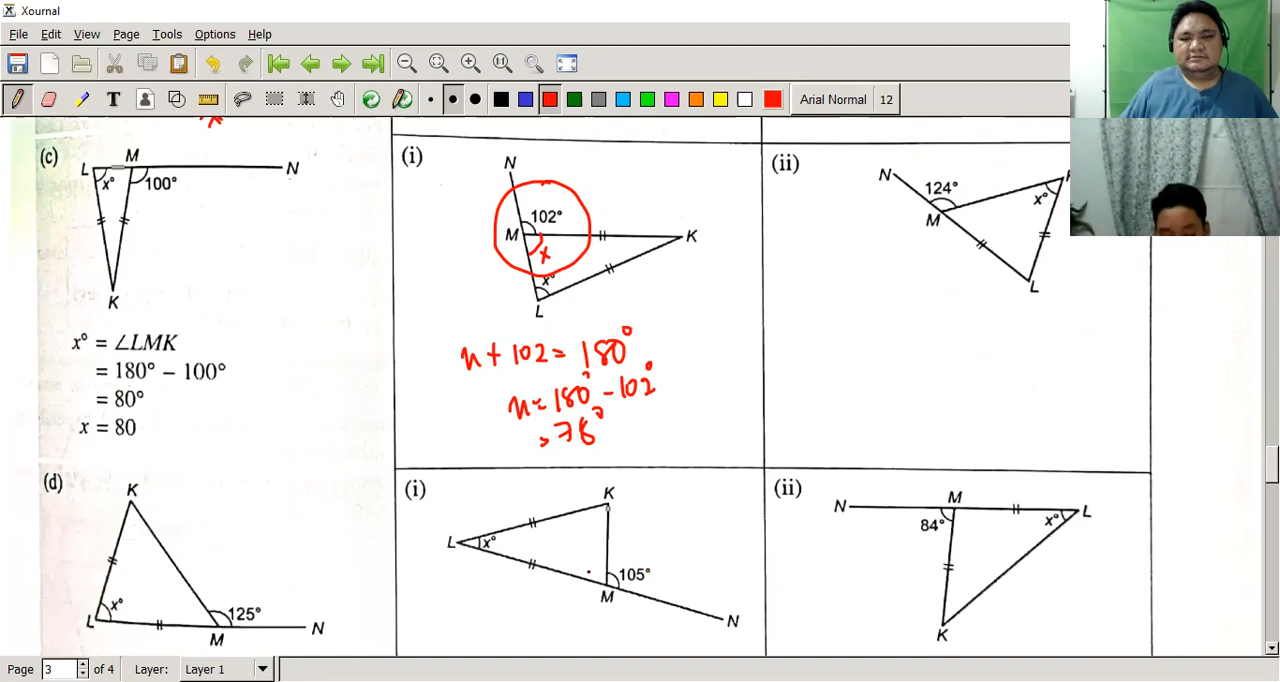 Xournal
File Edit View Page Tools Options Help
T
Arial Normal 12
x
(c)
L
M
N
x°
100°
K
x° = ∠LMK
= 180° − 100°
= 80°
x = 80
(i)
N
102°
M
K
x
x°
L
x + 102 = 180°
x = 180° − 102°
= 78°
(ii)
N
124°
M
x°
L
(d)
K
x°
125°
L
M
N
(i)
K
L
x°
105°
M
N
(ii)
N
M
L
84°
x°
K
Page 3 of 4 Layer: Layer 1